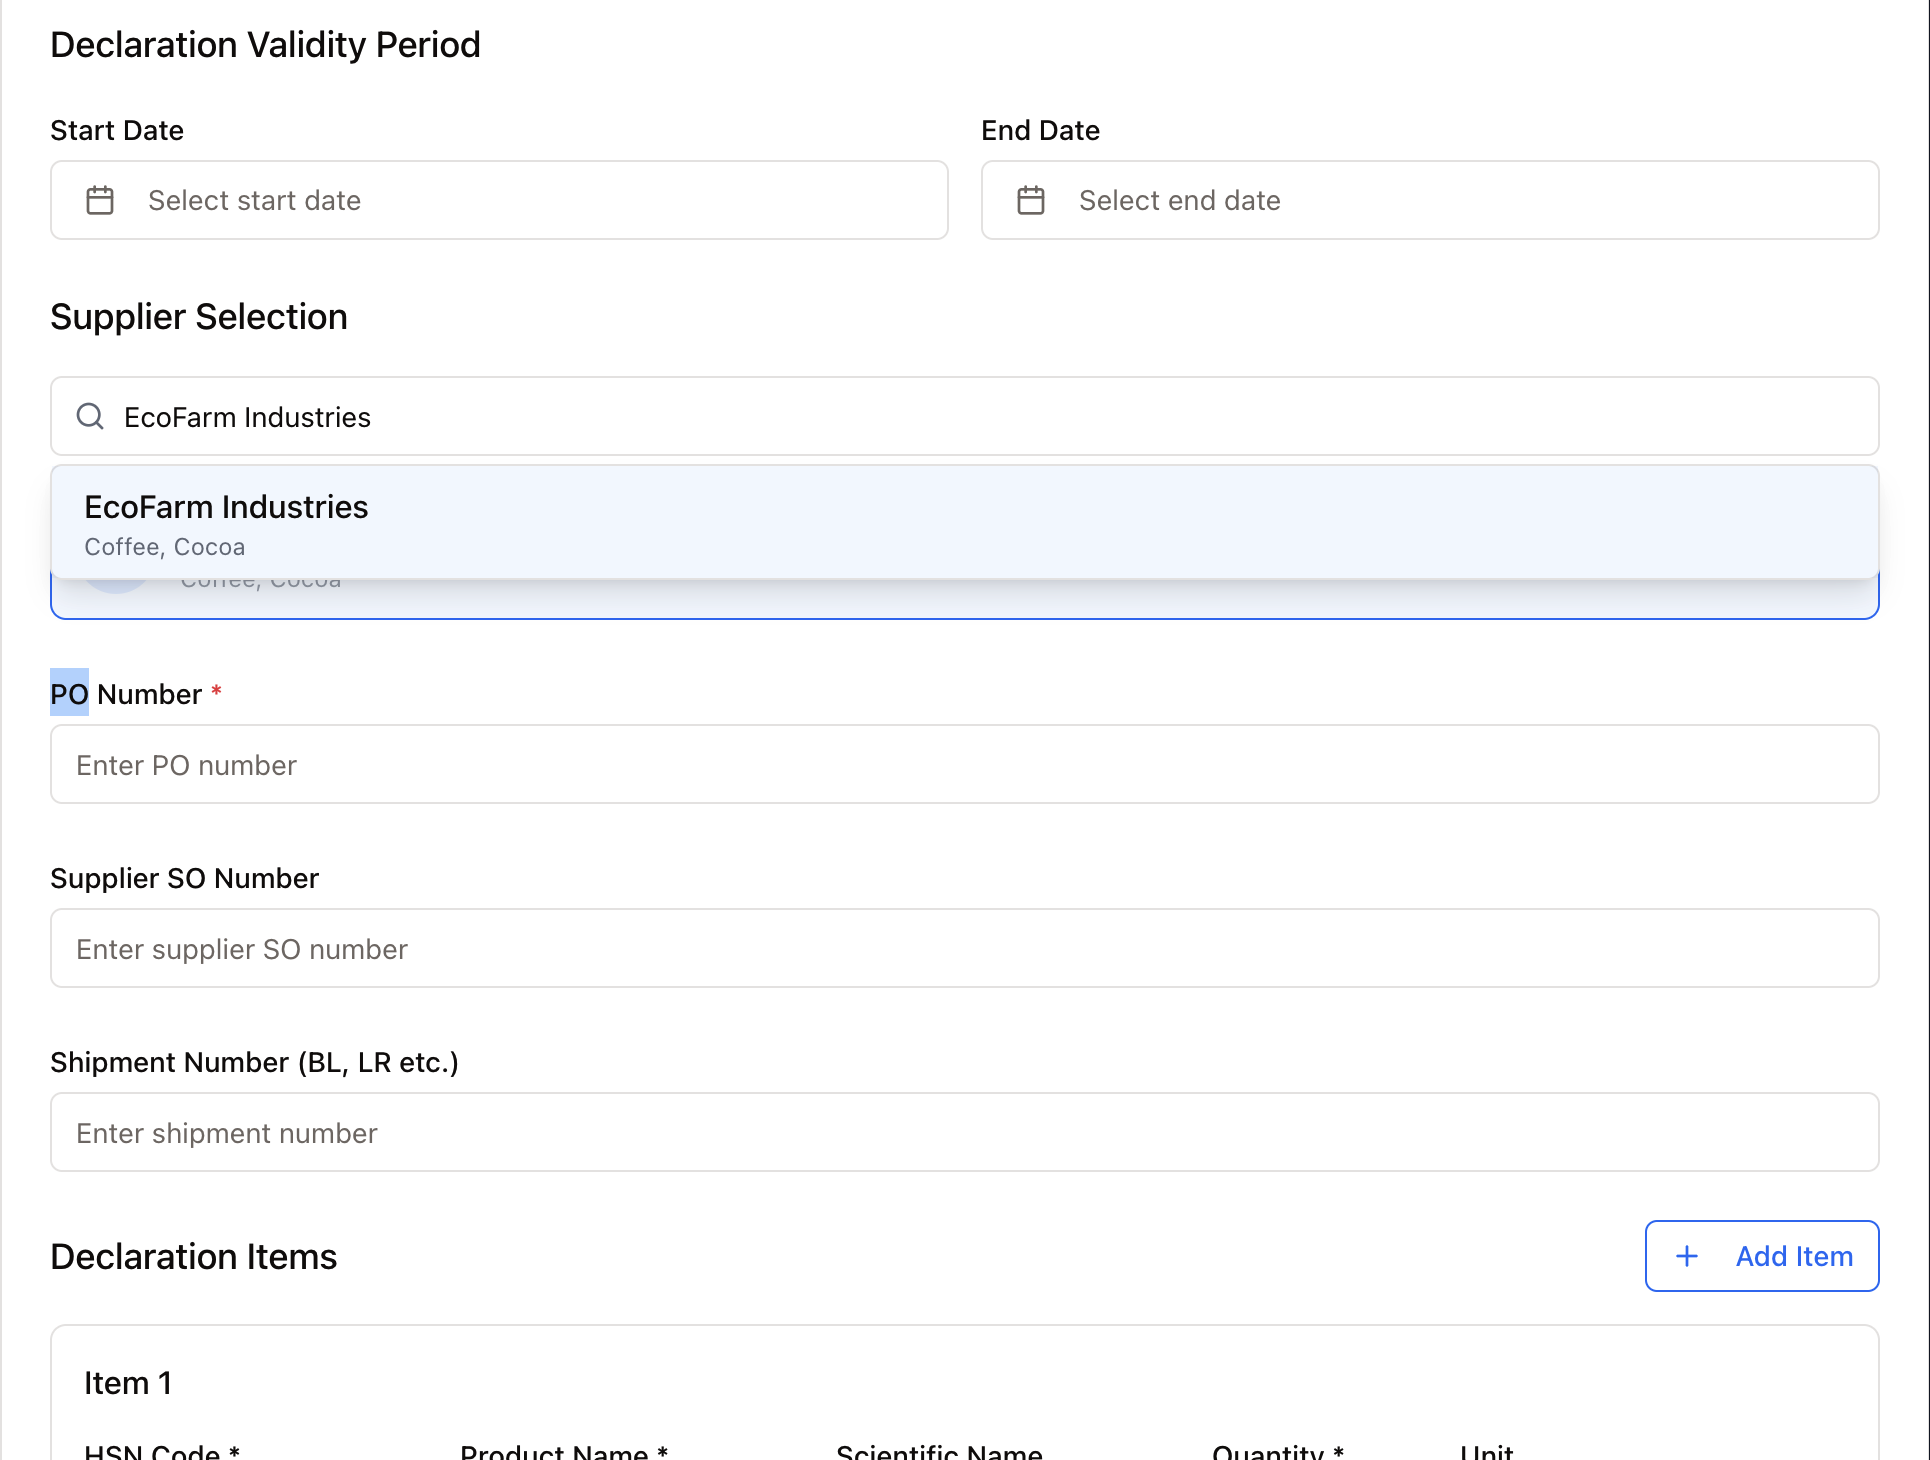 Declaration Validity Period
Start Date
End Date
Select start date
Select end date
Supplier Selection
EcoFarm Industries
EcoFarm Industries
Coffee, Cocoa
Coffee, Cocoa
PO Number *
Enter PO number
Supplier SO Number
Enter supplier SO number
Shipment Number (BL, LR etc.)
Enter shipment number
Declaration Items
+ Add Item
Item 1
HSN Code * Product Name * Scientific Name Quantity * Unit